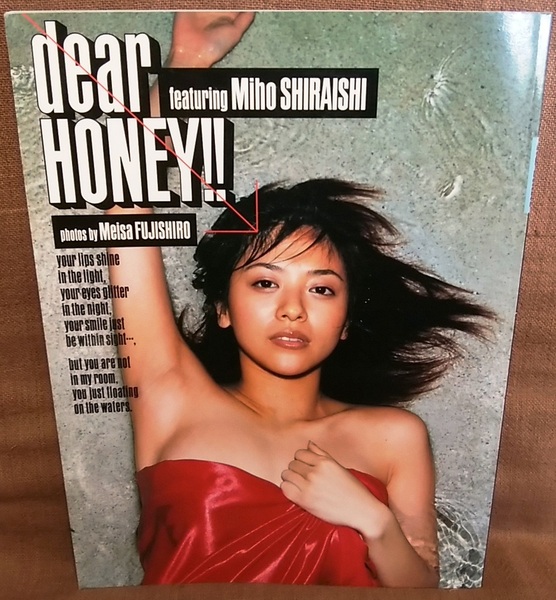 dear
HONEY!!
featuring Miho SHIRAISHI
photos by Meisa FUJISHIRO
your lips shine
in the light,
your eyes glitter
in the night,
your smile just
be within sight…,
but you are not
in my room,
you just floating
on the waters.